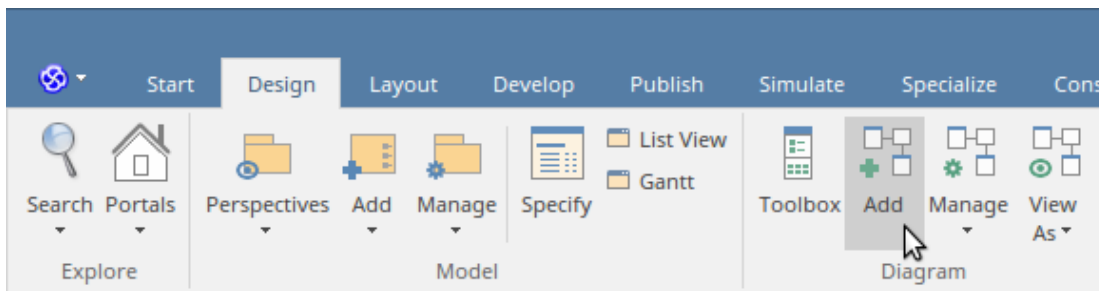 Start Design Layout Develop Publish Simulate Specialize Cons
List View
Gantt
Search Portals Perspectives Add Manage Specify Toolbox Add Manage View
As
Explore Model Diagram